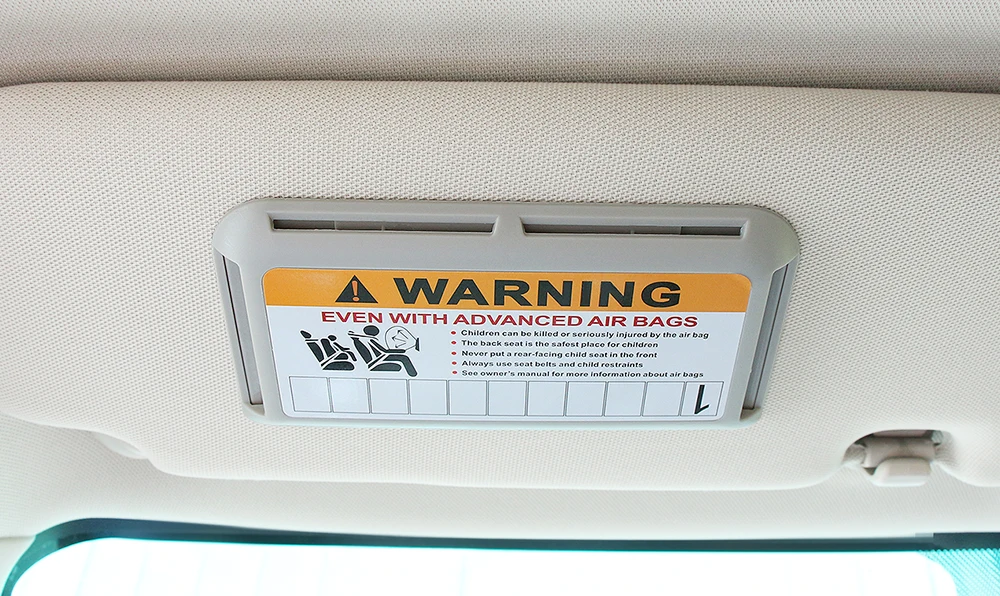 WARNING
EVEN WITH ADVANCED AIR BAGS
• Children can be killed or seriously injured by the air bag
• The back seat is the safest place for children
• Never put a rear-facing child seat in the front
• Always use seat belts and child restraints
• See owner's manual for more information about air bags